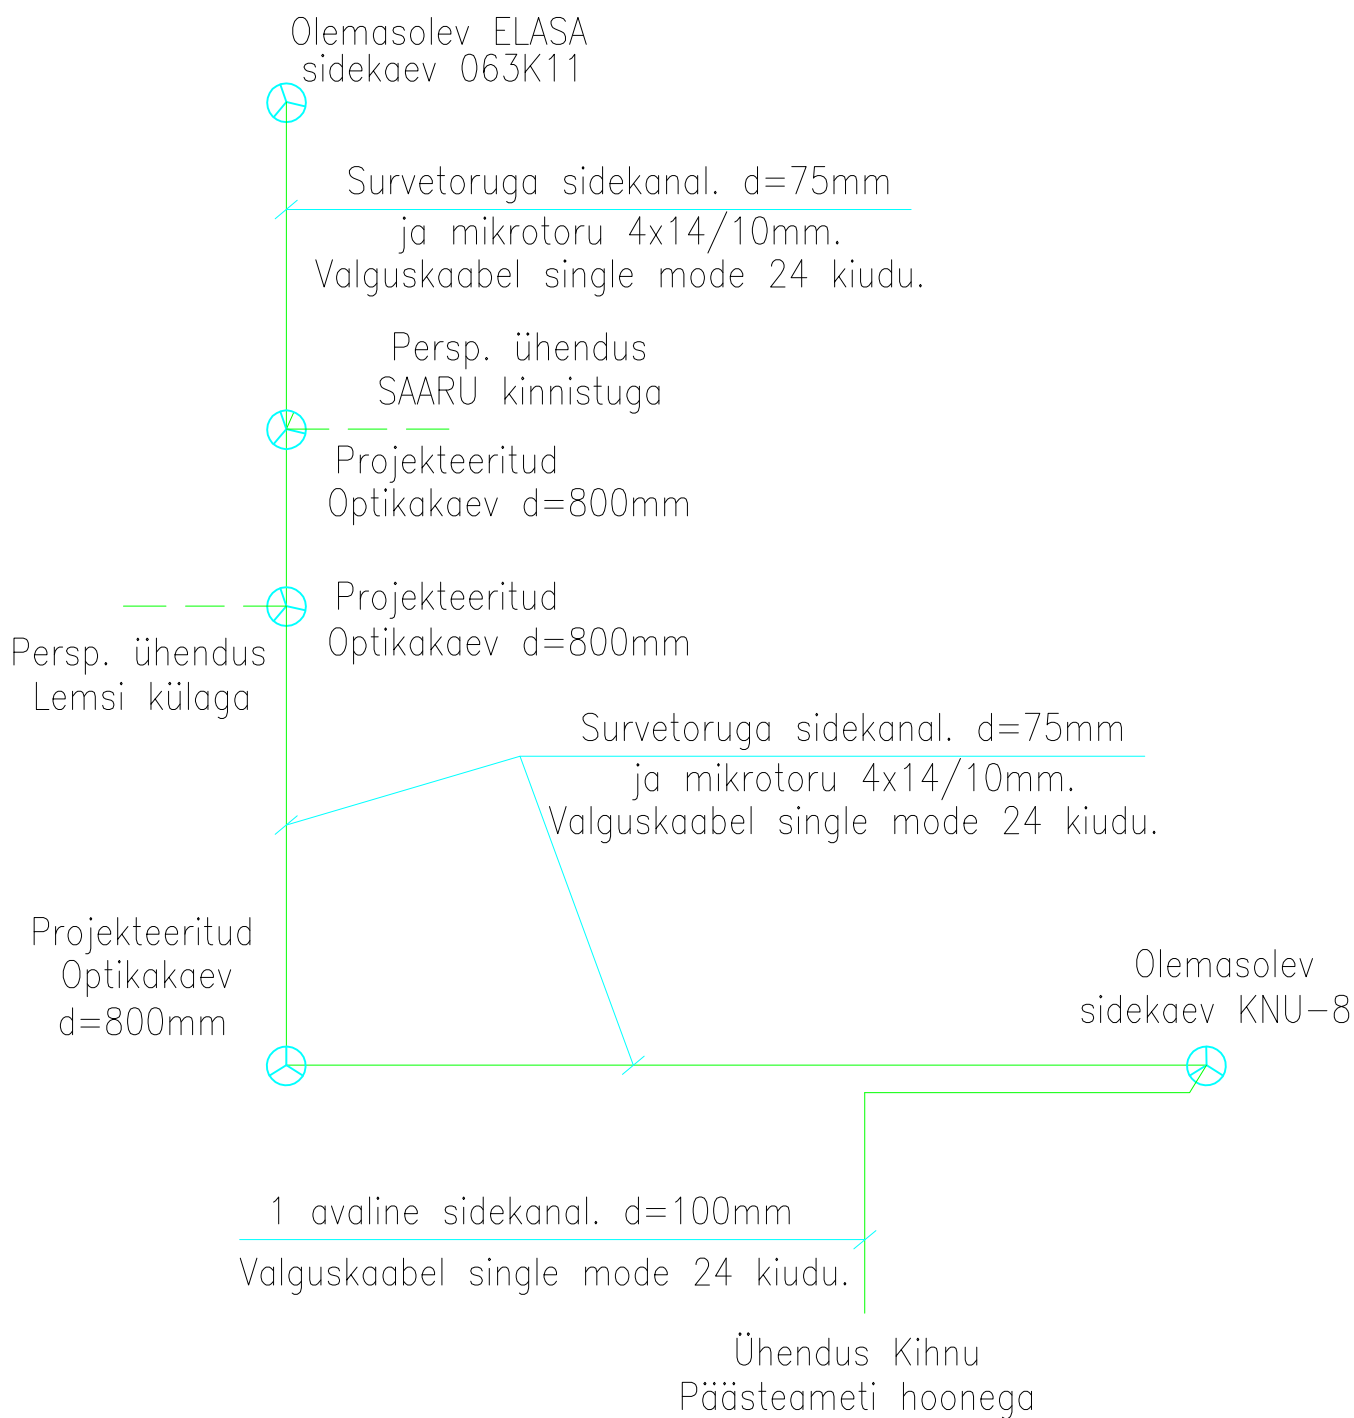 Olemasolev ELASA
sidekaev 063K11
Survetoruga sidekanal. d=75mm
ja mikrotoru 4x14/10mm.
Valguskaabel single mode 24 kiudu.
Persp. ühendus
SAARU kinnistuga
Projekteeritud
Optikakaev d=800mm
Projekteeritud
Optikakaev d=800mm
Persp. ühendus
Lemsi külaga
Survetoruga sidekanal. d=75mm
ja mikrotoru 4x14/10mm.
Valguskaabel single mode 24 kiudu.
Projekteeritud
Optikakaev
d=800mm
Olemasolev
sidekaev KNU-8
1 avaline sidekanal. d=100mm
Valguskaabel single mode 24 kiudu.
Ühendus Kihnu
Päästeameti hoonega